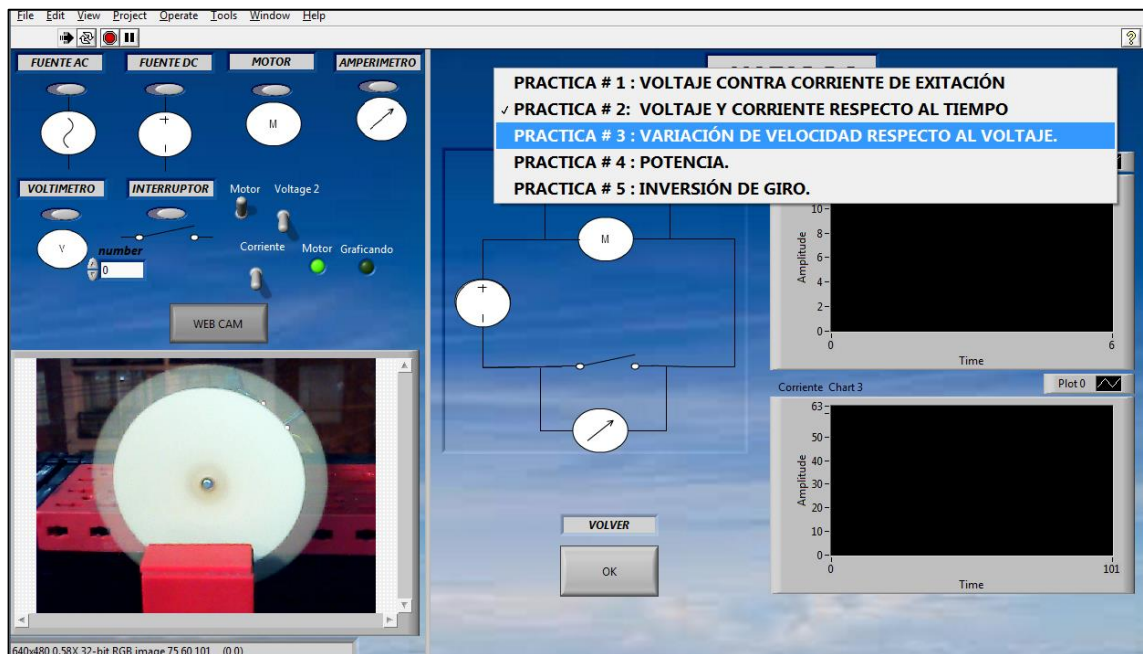 File Edit View Project Operate Tools Window Help
FUENTE AC FUENTE DC MOTOR AMPERIMETRO
M
VOLTIMETRO INTERRUPTOR Motor Voltage 2
V number
0
Corriente Motor Graficando
WEB CAM
640x480 0.58X 32-bit RGB image 75,60,101 (0,0)
PRACTICA # 1 : VOLTAJE CONTRA CORRIENTE DE EXITACIÓN
✓ PRACTICA # 2: VOLTAJE Y CORRIENTE RESPECTO AL TIEMPO
PRACTICA # 3 : VARIACIÓN DE VELOCIDAD RESPECTO AL VOLTAJE.
PRACTICA # 4 : POTENCIA.
PRACTICA # 5 : INVERSIÓN DE GIRO.
M
VOLVER
OK
10
8
6
4
2
0
Amplitude
0 6
Time
Corriente Chart 3 Plot 0
63
50
40
30
20
10
0
Amplitude
0 101
Time